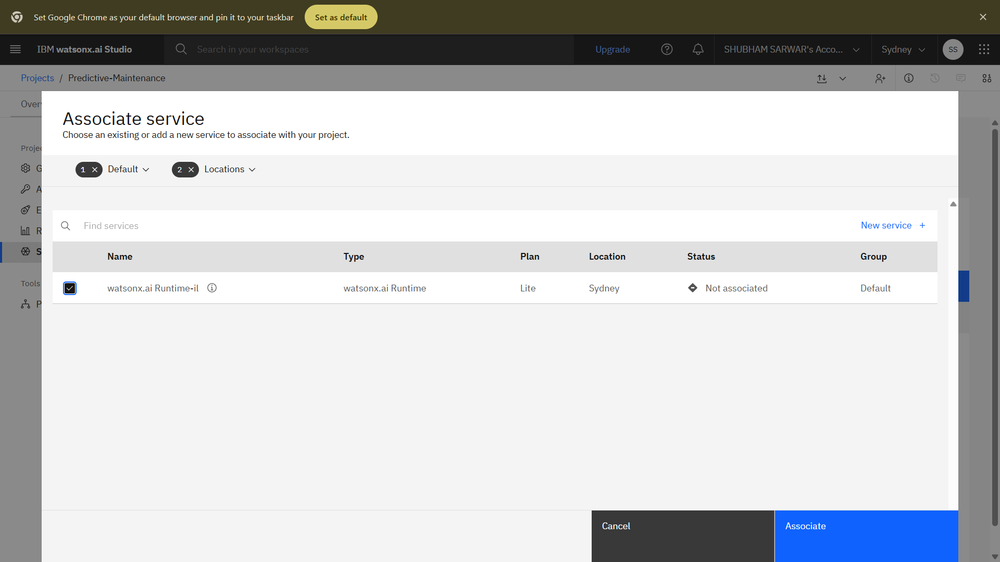 Set Google Chrome as your default browser and pin it to your taskbar
Set as default
IBM watsonx.ai Studio
Search in your workspaces
Upgrade
SHUBHAM SARWAR's Acco...
Sydney
SS
Projects / Predictive-Maintenance
Associate service
Choose an existing or add a new service to associate with your project.
1 Default
2 Locations
Find services
New service +
Name Type Plan Location Status Group
watsonx.ai Runtime-il watsonx.ai Runtime Lite Sydney Not associated Default
Tools
Cancel
Associate